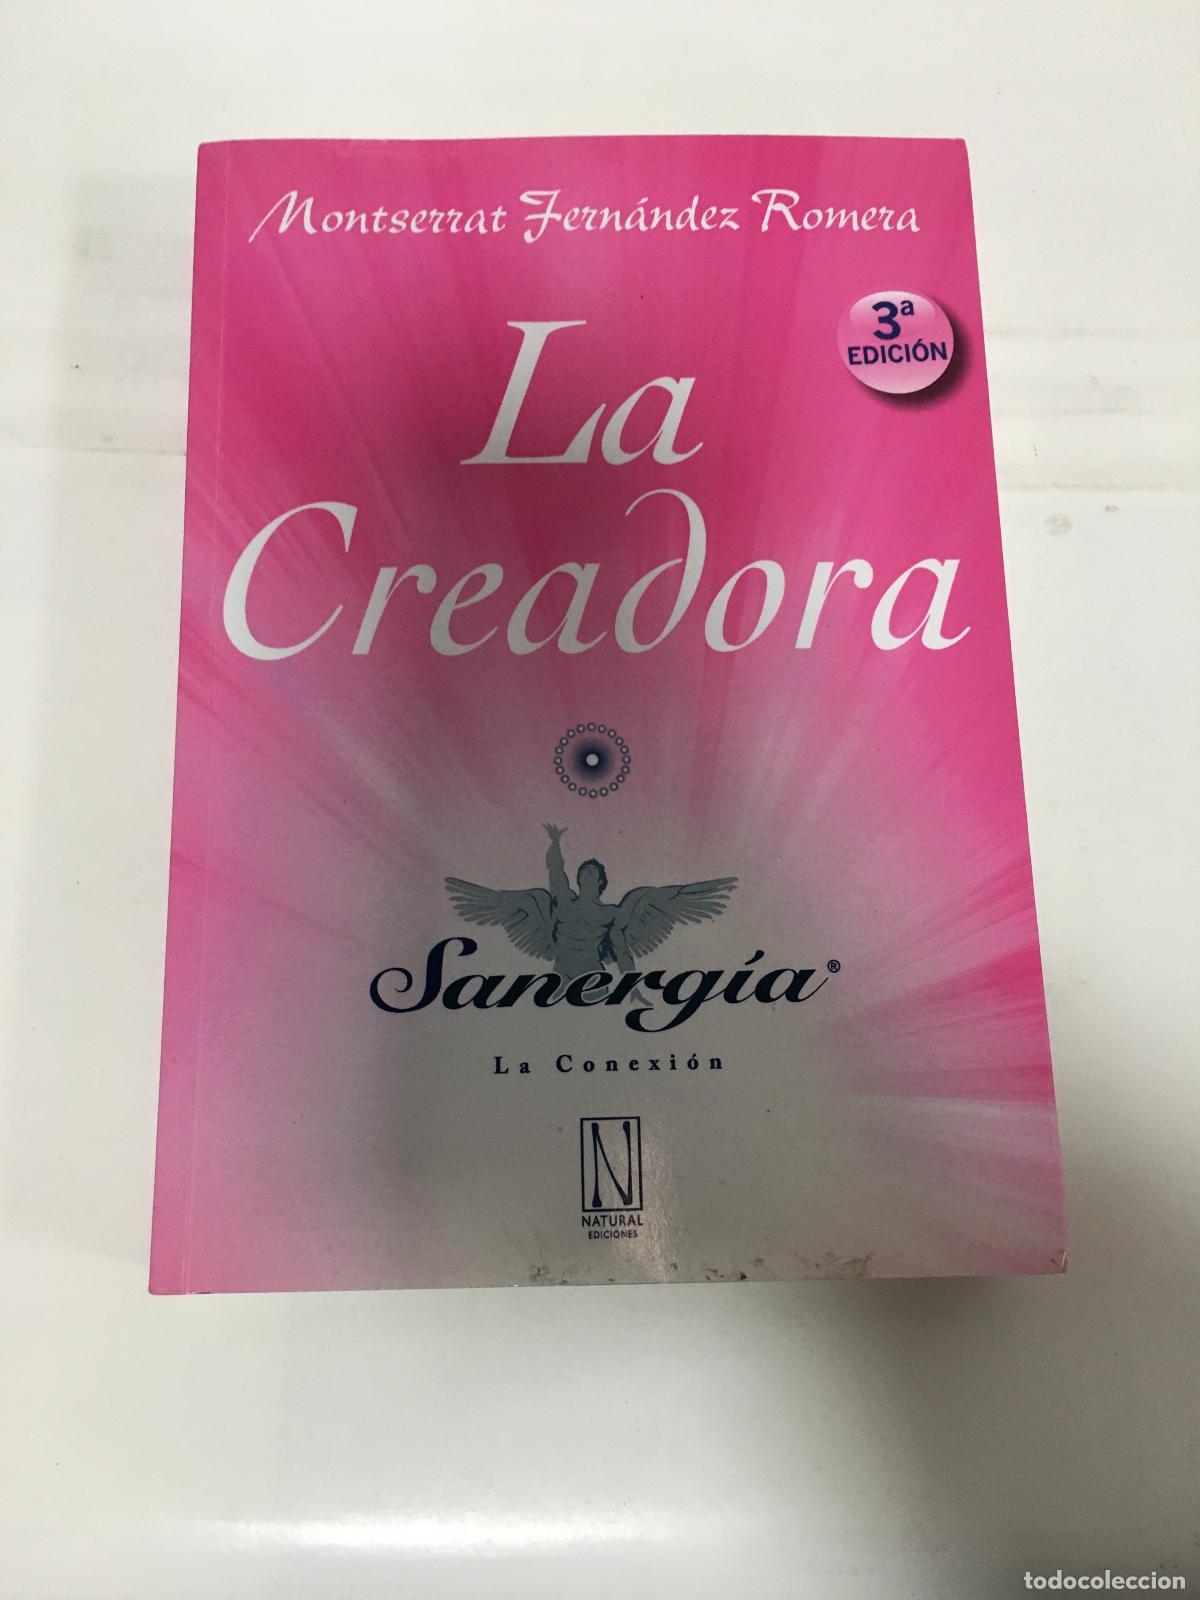 Montserrat Fernández Romera
3ª
EDICIÓN
La
Creadora
Sanergía®
La Conexión
N
NATURAL
EDICIONES
todocoleccion